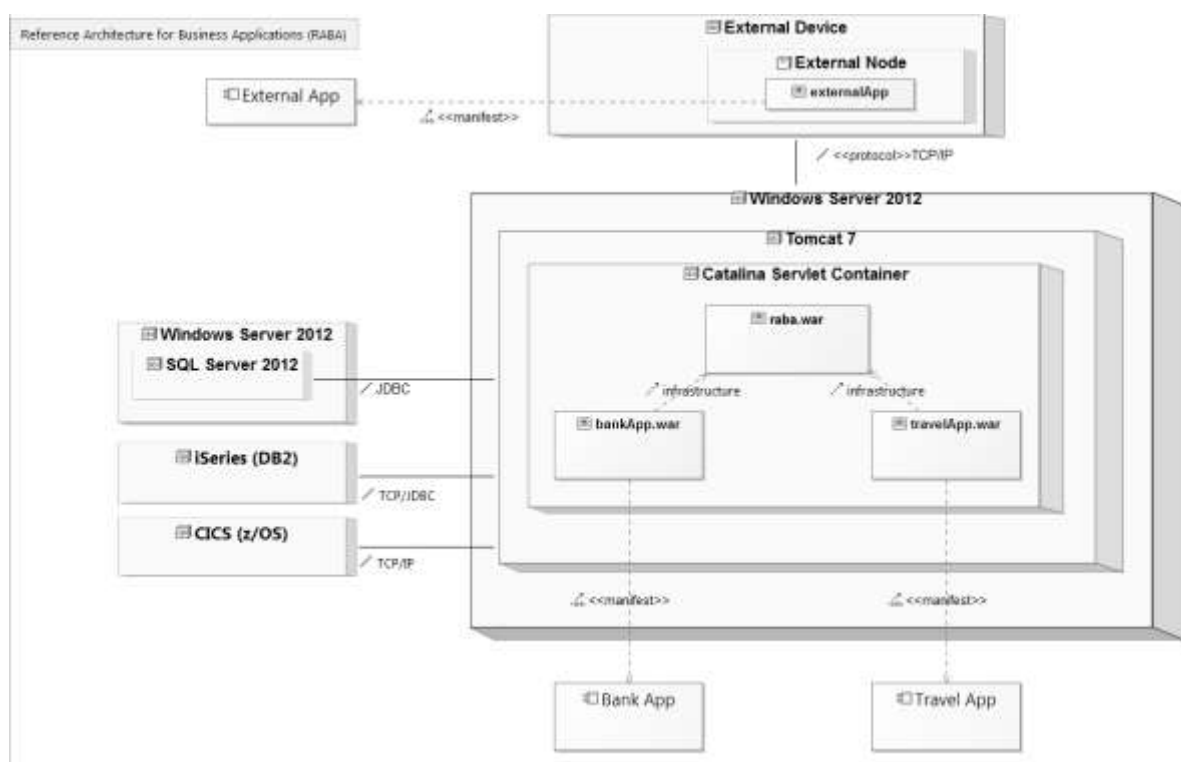 Reference Architecture for Business Applications (RABA)
External Device
External Node
externalApp
External App
<<manifest>>
<<protocol>>TCP/IP
Windows Server 2012
Tomcat 7
Catalina Servlet Container
raba.war
Windows Server 2012
SQL Server 2012
JDBC
infrastructure
infrastructure
bankApp.war
travelApp.war
iSeries (DB2)
TCP/JDBC
CICS (z/OS)
TCP/IP
<<manifest>>
<<manifest>>
Bank App
Travel App